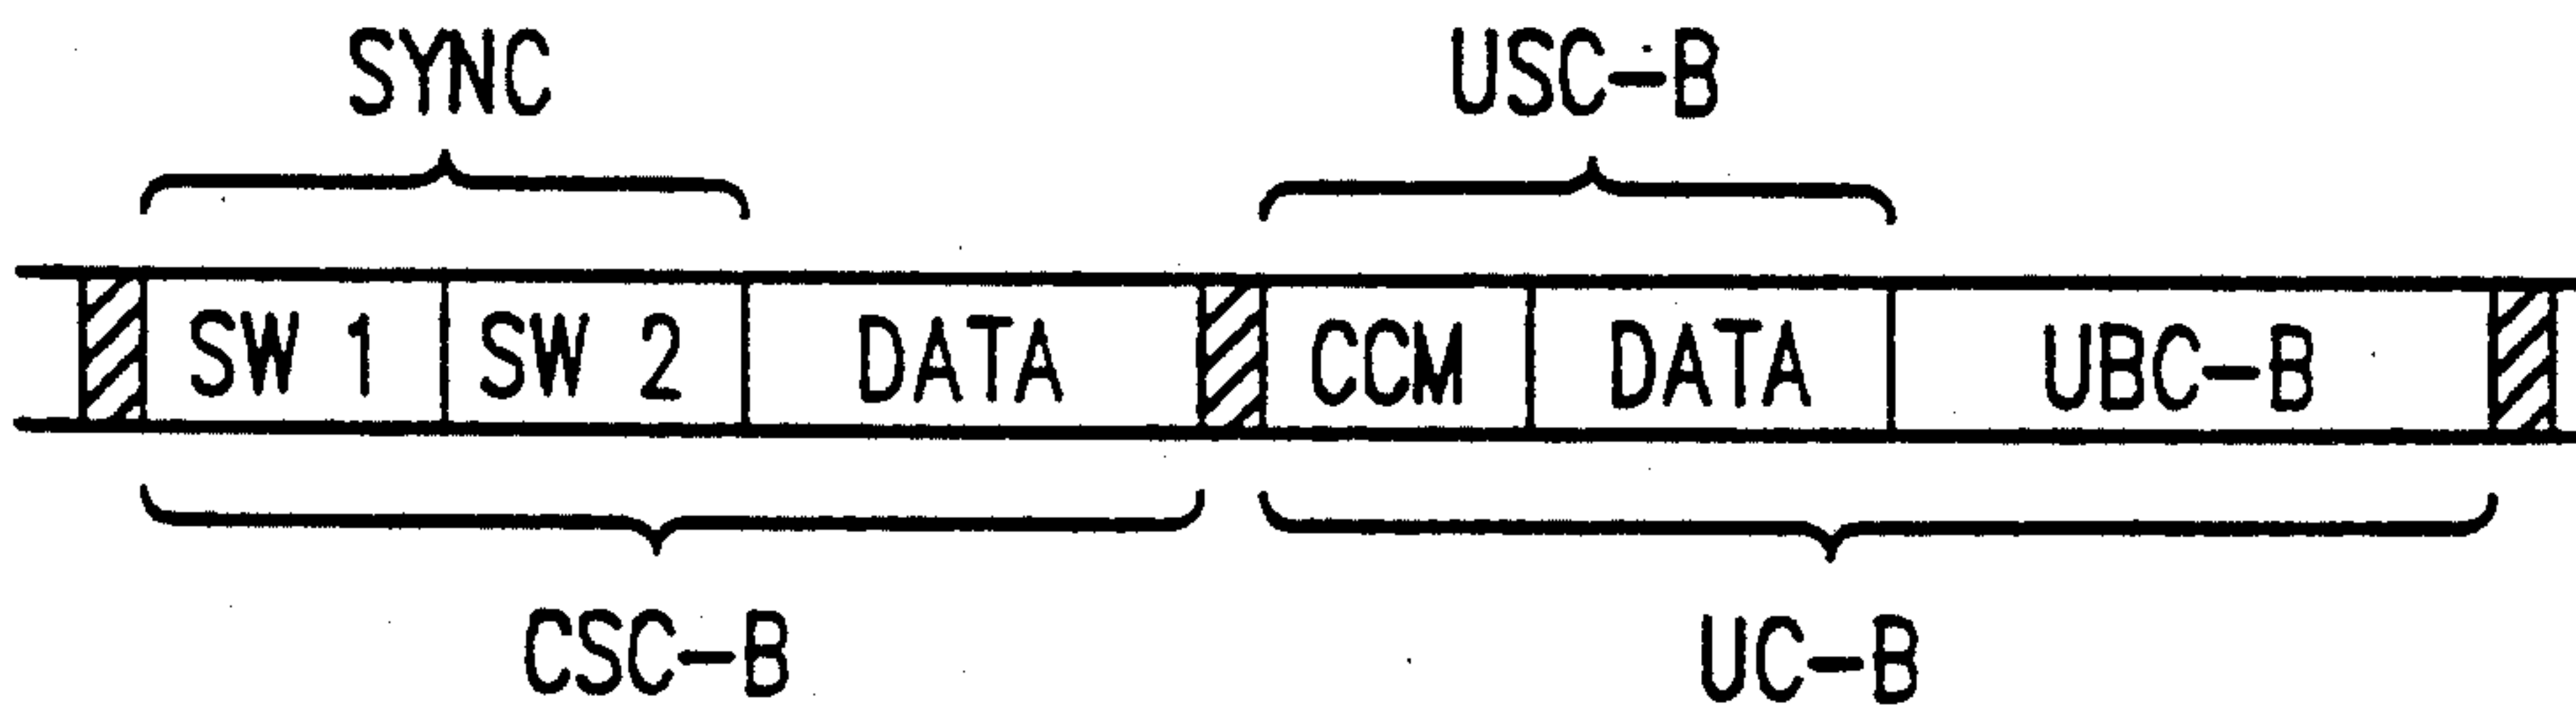 SYNC USC-B
SW 1 SW 2 DATA CCM DATA UBC-B
CSC-B UC-B